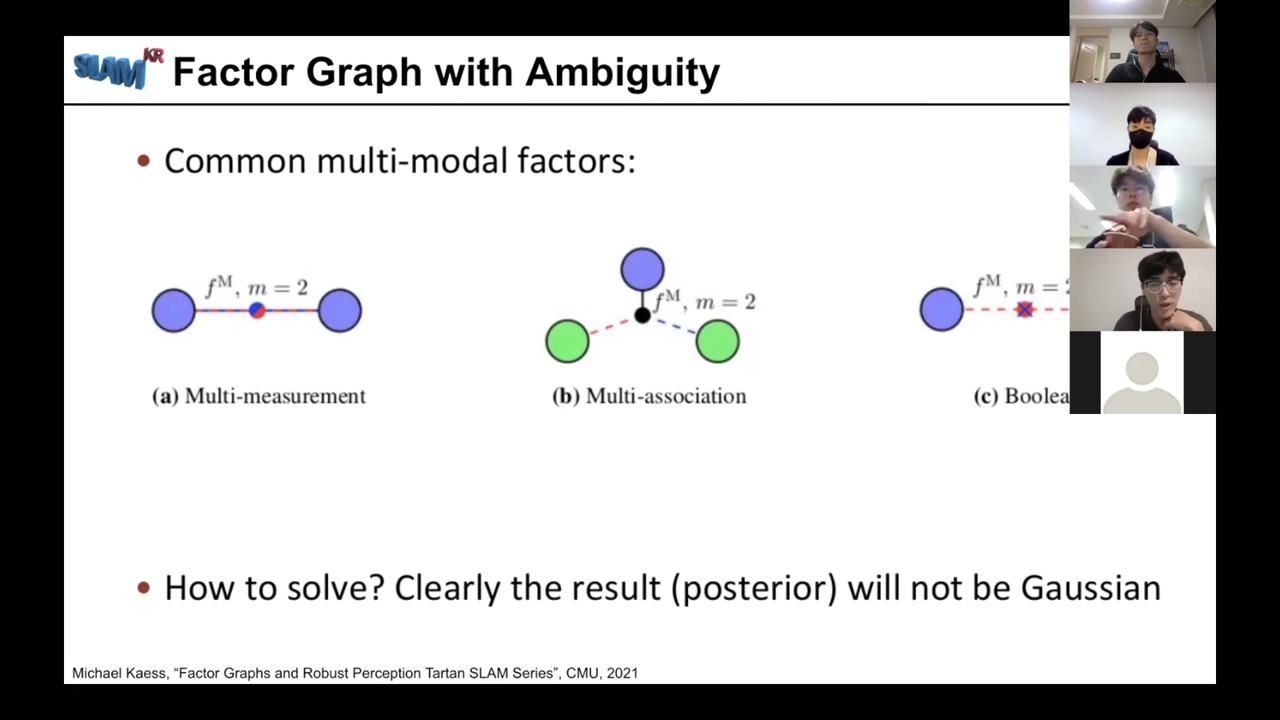 SLAM KR
Factor Graph with Ambiguity
• Common multi-modal factors:
f^M, m = 2
f^M, m = 2
f^M, m =
(a) Multi-measurement
(b) Multi-association
(c) Boolea
• How to solve? Clearly the result (posterior) will not be Gaussian
Michael Kaess, “Factor Graphs and Robust Perception Tartan SLAM Series”, CMU, 2021